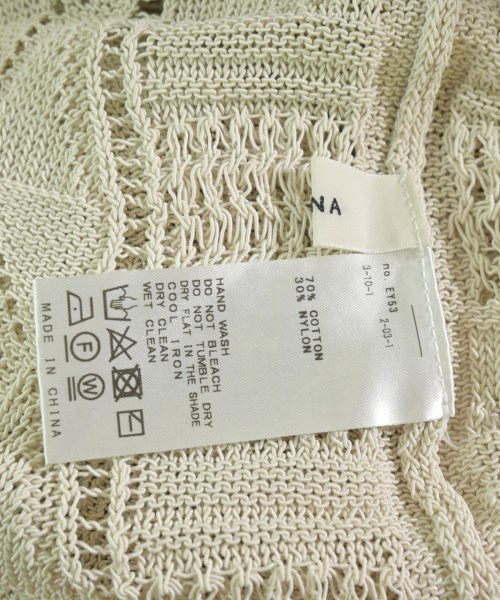 NA
no. EY53
3-10-1
2-03-1
70% COTTON
30% NYLON
HAND WASH
DO NOT BLEACH
DO NOT TUMBLE DRY
DRY FLAT IN THE SHADE
COOL IRON
DRY CLEAN
WET CLEAN
F
W
MADE IN CHINA